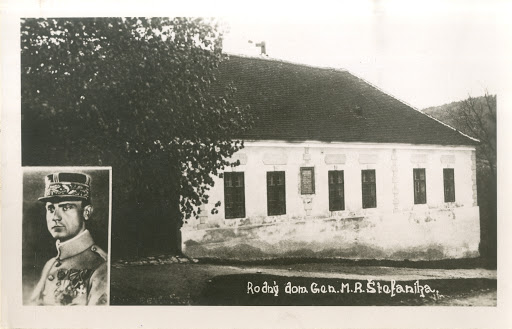 Rodný dom Gen. M. R. Štefanika.